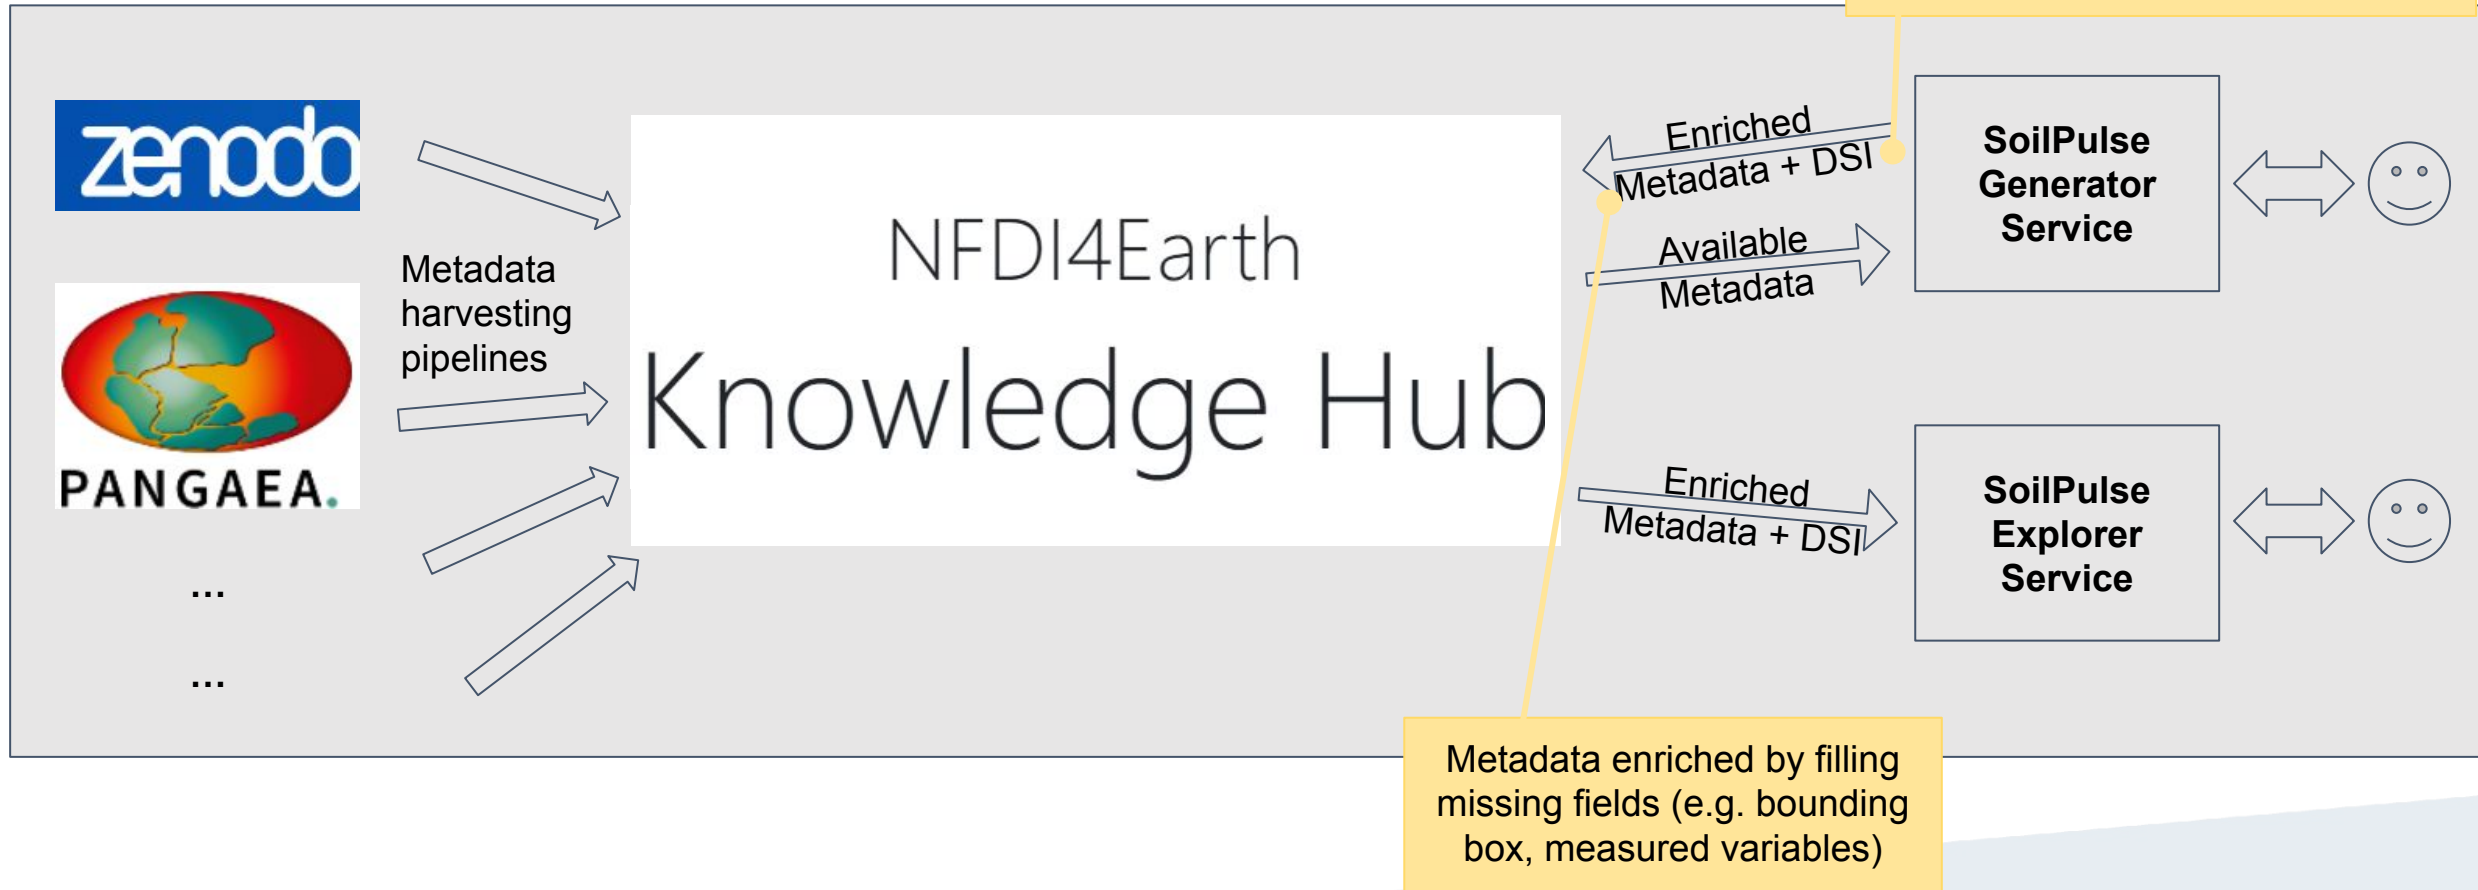 zenodo
PANGAEA.
...
...
Metadata
harvesting
pipelines
NFDI4Earth
Knowledge Hub
Enriched
Metadata + DSI
Available
Metadata
Enriched
Metadata + DSI
SoilPulse
Generator
Service
SoilPulse
Explorer
Service
Metadata enriched by filling
missing fields (e.g. bounding
box, measured variables)